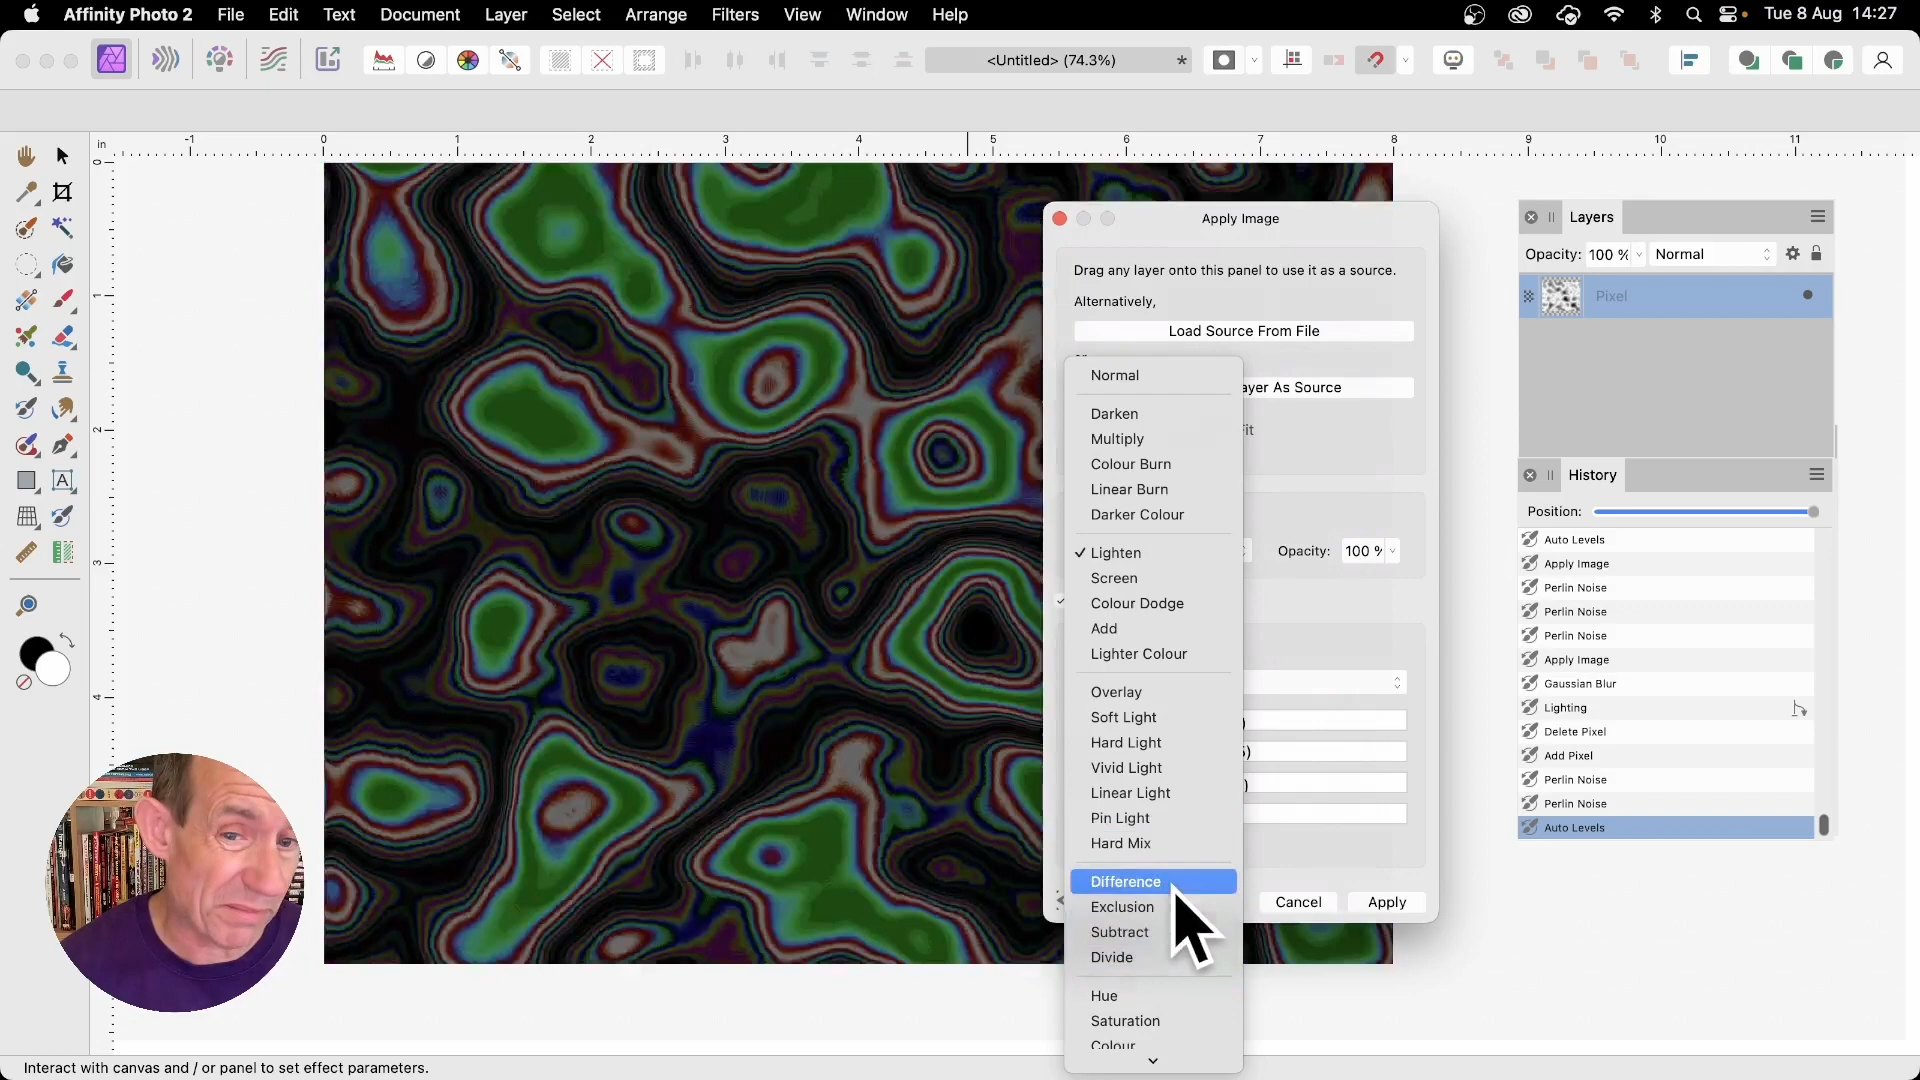 Affinity Photo 2 File Edit Text Document Layer Select Arrange Filters View Window Help Tue 8 Aug 14:27
<Untitled> (74.3%) *
in -1 0 1 2 3 4 5 6 7 8 9 10 11
0
1
2
3
4
Apply Image
Drag any layer onto this panel to use it as a source.
Alternatively,
Load Source From File
ayer As Source
Fit
Opacity: 100 %
Cancel Apply
Normal
Darken
Multiply
Colour Burn
Linear Burn
Darker Colour
✓ Lighten
Screen
Colour Dodge
Add
Lighter Colour
Overlay
Soft Light
Hard Light
Vivid Light
Linear Light
Pin Light
Hard Mix
Difference
Exclusion
Subtract
Divide
Hue
Saturation
Colour
Layers
Opacity: 100 % Normal
Pixel
History
Position:
Auto Levels
Apply Image
Perlin Noise
Perlin Noise
Perlin Noise
Apply Image
Gaussian Blur
Lighting
Delete Pixel
Add Pixel
Perlin Noise
Perlin Noise
Auto Levels
Interact with canvas and / or panel to set effect parameters.